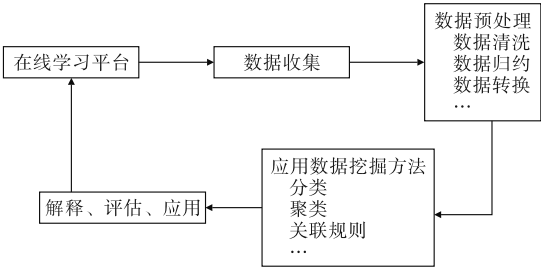 在线学习平台
数据收集
数据预处理
数据清洗
数据归约
数据转换
…
应用数据挖掘方法
分类
聚类
关联规则
…
解释、评估、应用